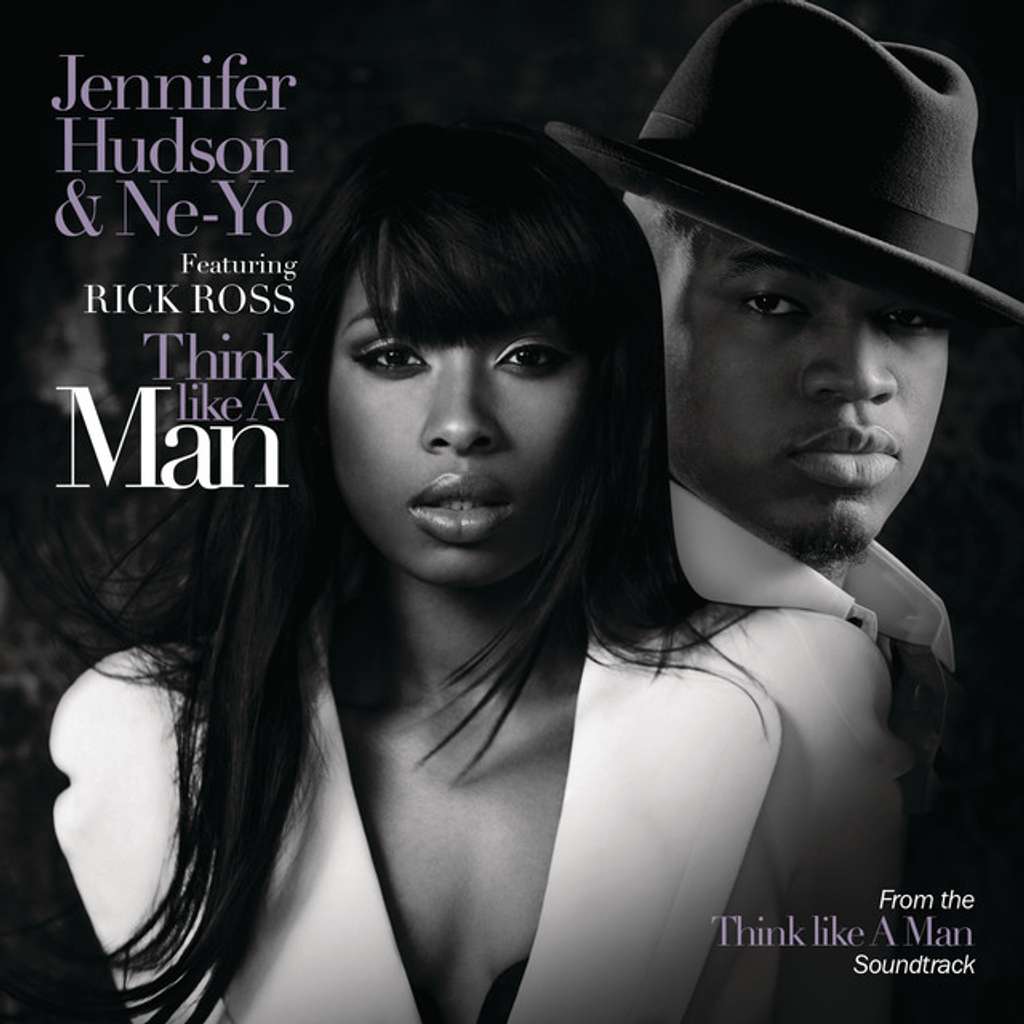 Jennifer
Hudson
& Ne-Yo
Featuring
RICK ROSS
Think
like A
Man
From the
Think like A Man
Soundtrack